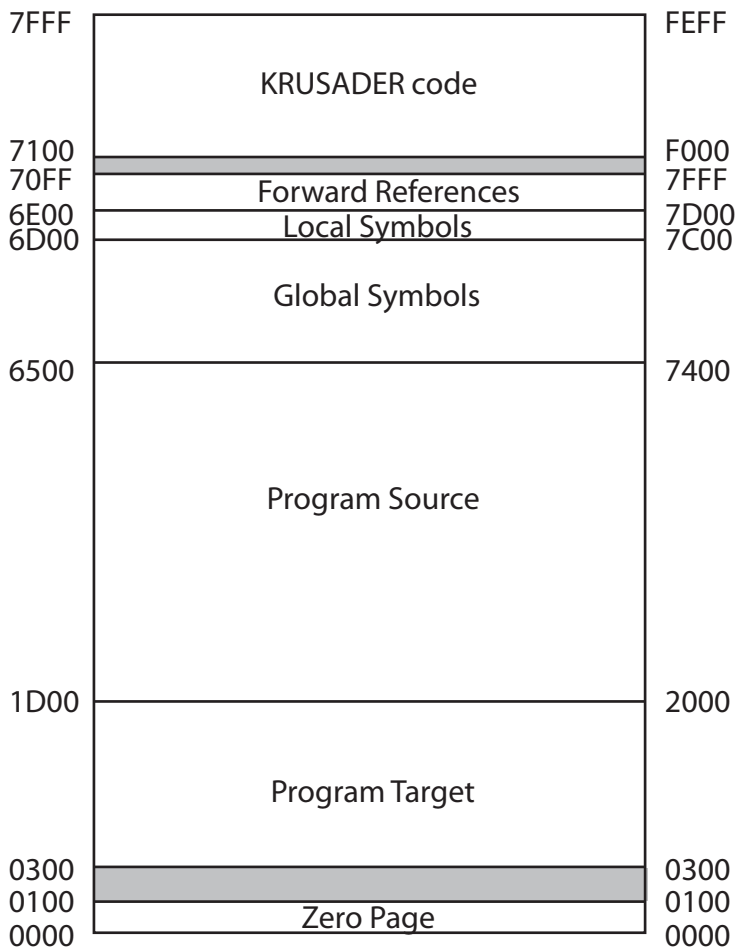 7FFF FEFF
KRUSADER code
7100 F000
70FF 7FFF
Forward References
6E00 7D00
Local Symbols
6D00 7C00
Global Symbols
6500 7400
Program Source
1D00 2000
Program Target
0300 0300
0100 0100
Zero Page
0000 0000